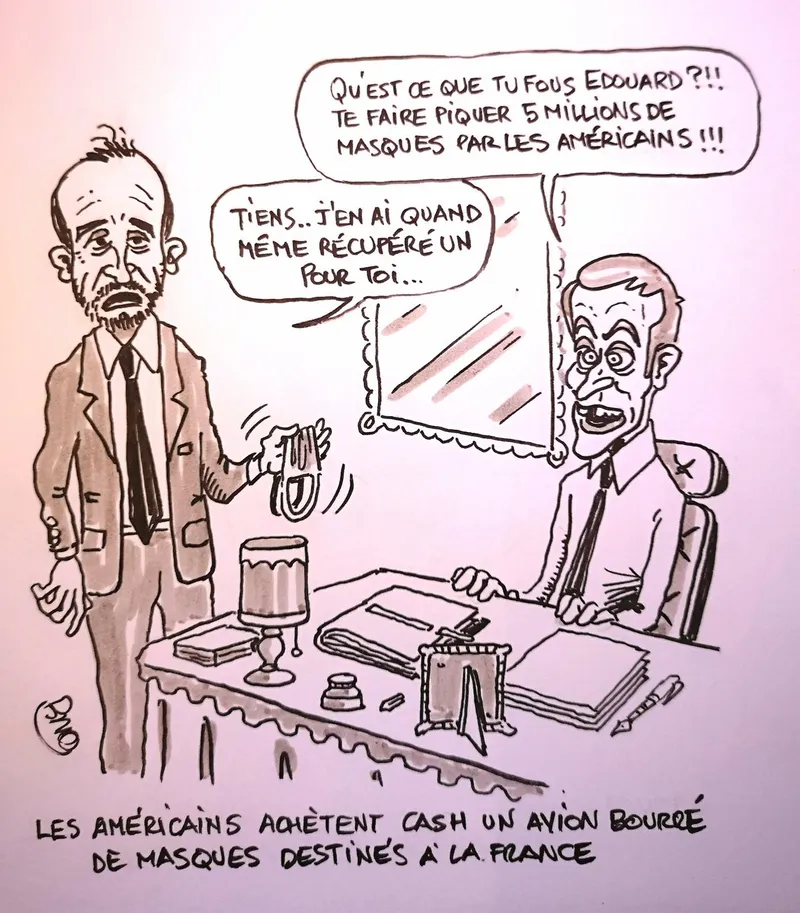 QU'EST CE QUE TU FOUS EDOUARD ?!!
TE FAIRE PIQUER 5 MILLIONS DE
MASQUES PAR LES AMÉRICAINS !!!
TIENS.. J'EN AI QUAND
MÊME RÉCUPÉRÉ UN
POUR TOI...
BMO
LES AMÉRICAINS ACHÈTENT CASH UN AVION BOURRÉ
DE MASQUES DESTINÉS À LA FRANCE